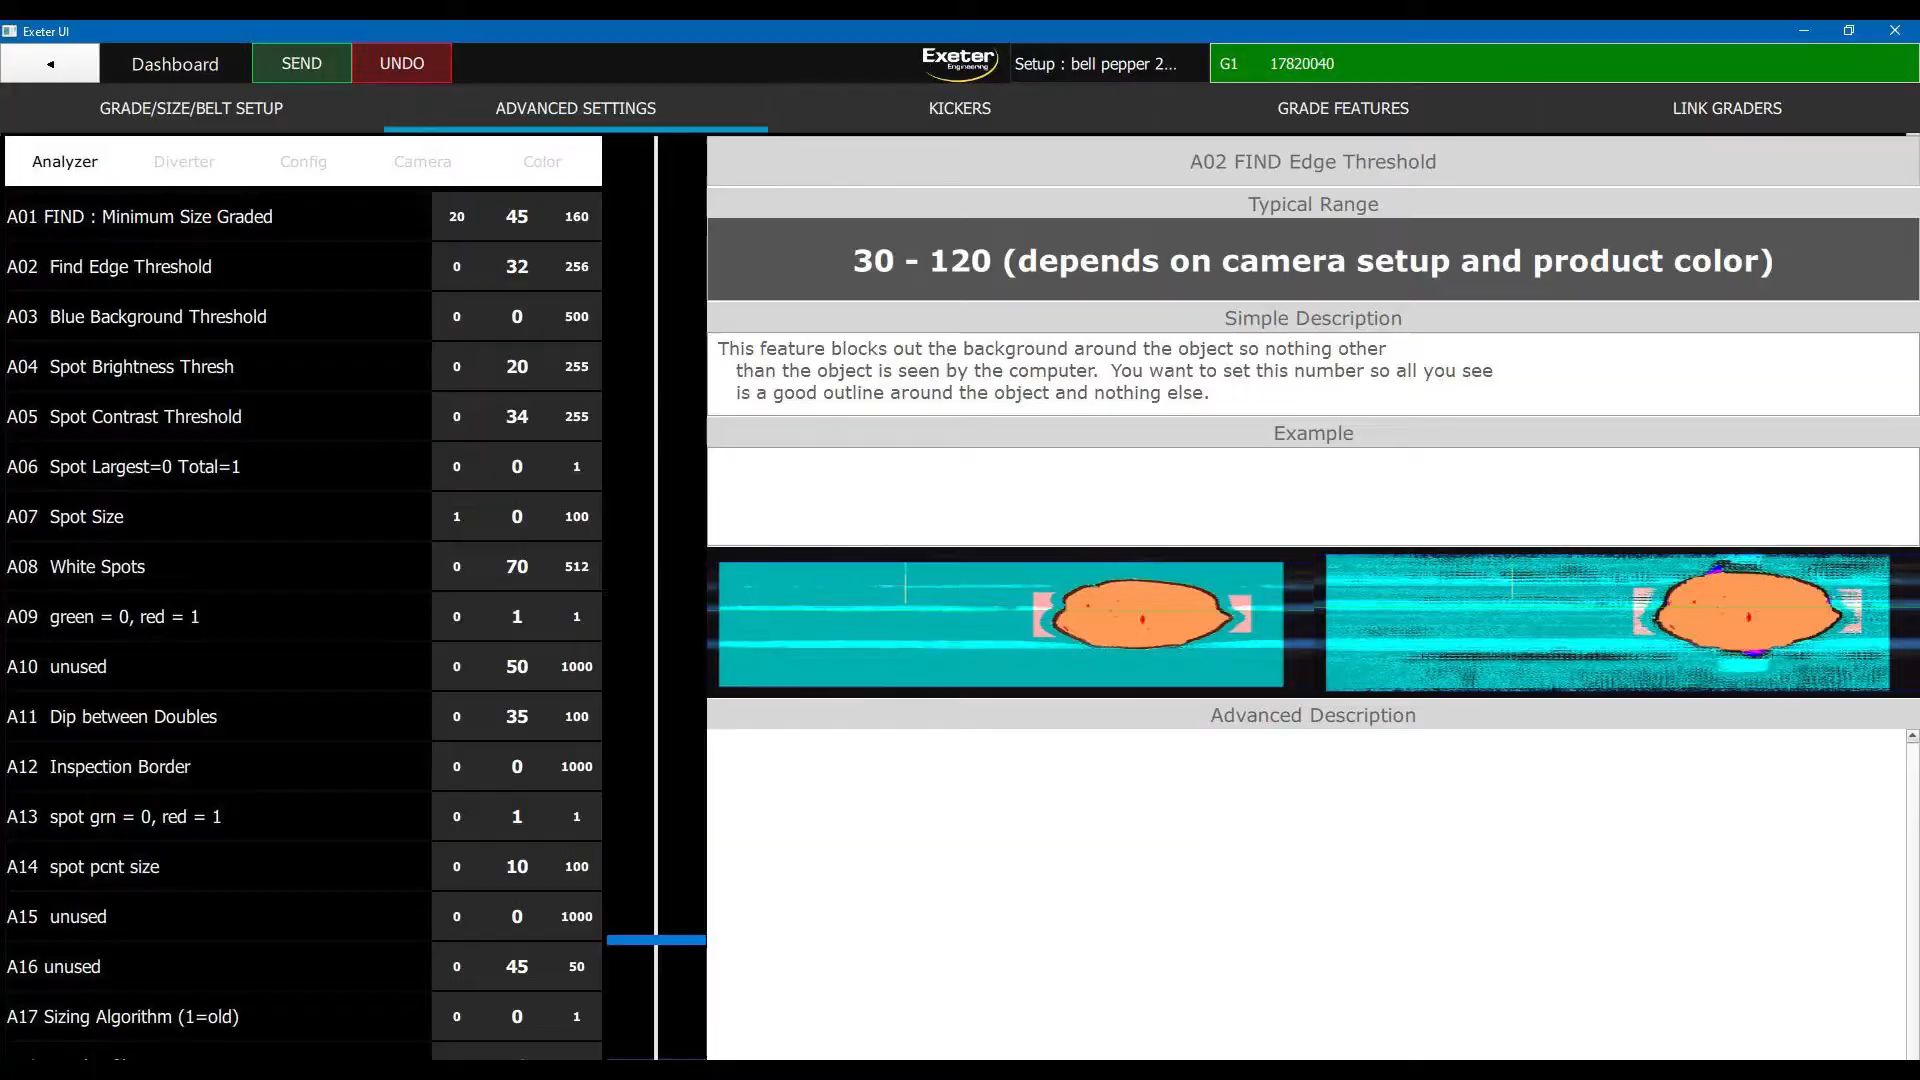 Exeter UI
◄ Dashboard SEND UNDO Exeter Engineering Setup : bell pepper 2... G1 17820040
GRADE/SIZE/BELT SETUP ADVANCED SETTINGS KICKERS GRADE FEATURES LINK GRADERS
Analyzer Diverter Config Camera Color
A01 FIND : Minimum Size Graded 20 45 160
A02 Find Edge Threshold 0 32 256
A03 Blue Background Threshold 0 0 500
A04 Spot Brightness Thresh 0 20 255
A05 Spot Contrast Threshold 0 34 255
A06 Spot Largest=0 Total=1 0 0 1
A07 Spot Size 1 0 100
A08 White Spots 0 70 512
A09 green = 0, red = 1 0 1 1
A10 unused 0 50 1000
A11 Dip between Doubles 0 35 100
A12 Inspection Border 0 0 1000
A13 spot grn = 0, red = 1 0 1 1
A14 spot pcnt size 0 10 100
A15 unused 0 0 1000
A16 unused 0 45 50
A17 Sizing Algorithm (1=old) 0 0 1
A02 FIND Edge Threshold
Typical Range
30 - 120 (depends on camera setup and product color)
Simple Description
This feature blocks out the background around the object so nothing other
than the object is seen by the computer. You want to set this number so all you see
is a good outline around the object and nothing else.
Example
Advanced Description